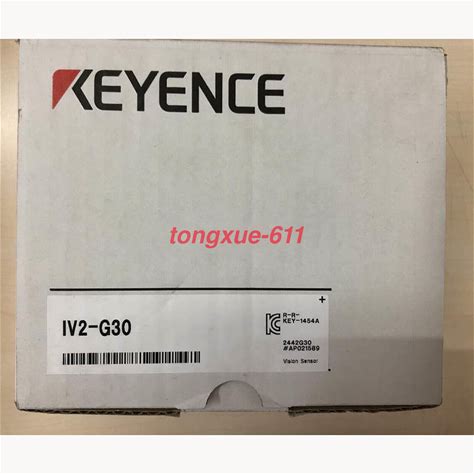 KEYENCE
tongxue-611
IV2-G30
R-R-
KEY-1454A
2442G30
#AP021589
Vision Sensor